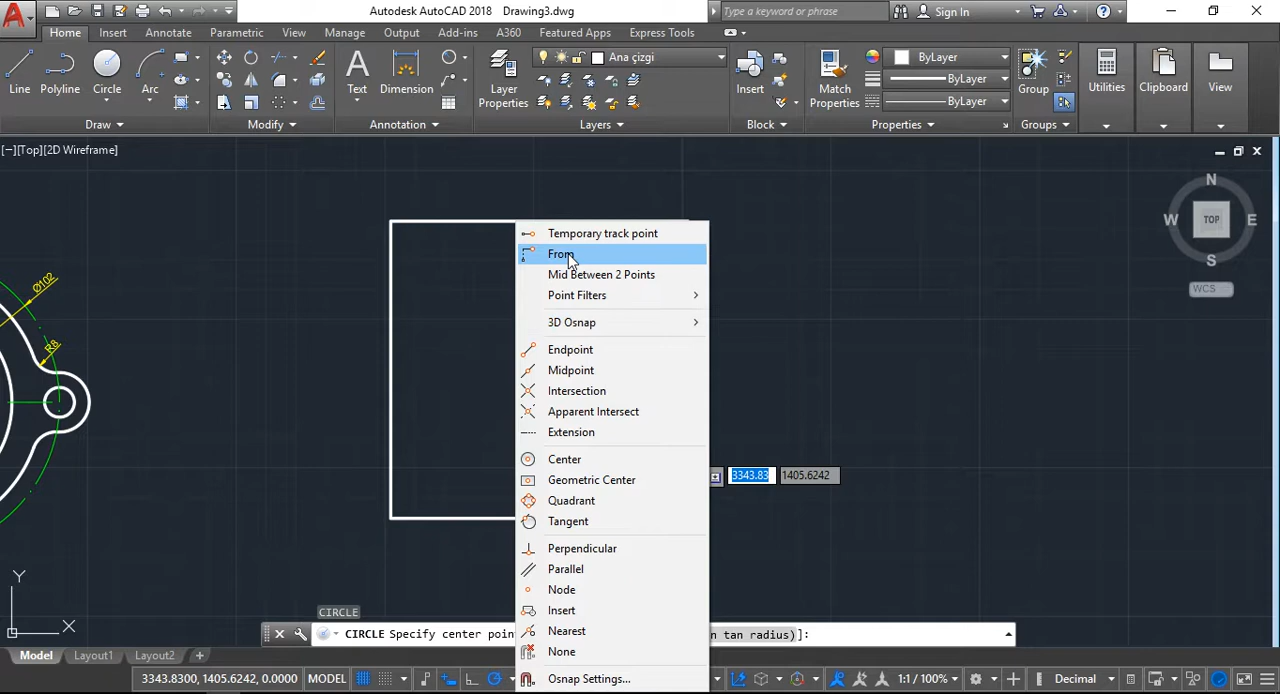 Autodesk AutoCAD 2018 Drawing3.dwg
Type a keyword or phrase
Sign In
Home Insert Annotate Parametric View Manage Output Add-ins A360 Featured Apps Express Tools
Line Polyline Circle Arc
Text Dimension
Layer Properties
Ana çizgi
Insert
Match Properties
ByLayer
ByLayer
ByLayer
Group
Utilities
Clipboard
View
Draw Modify Annotation Layers Block Properties Groups
[−][Top][2D Wireframe]
N
W TOP E
S
WCS
Ø102
R8
Temporary track point
From
Mid Between 2 Points
Point Filters
3D Osnap
Endpoint
Midpoint
Intersection
Apparent Intersect
Extension
Center
Geometric Center
Quadrant
Tangent
Perpendicular
Parallel
Node
Insert
Nearest
None
Osnap Settings...
3343.83 1405.6242
Y
X
CIRCLE
CIRCLE Specify center poin
n tan radius)]:
Model Layout1 Layout2 +
3343.8300, 1405.6242, 0.0000 MODEL
1:1 / 100%
Decimal